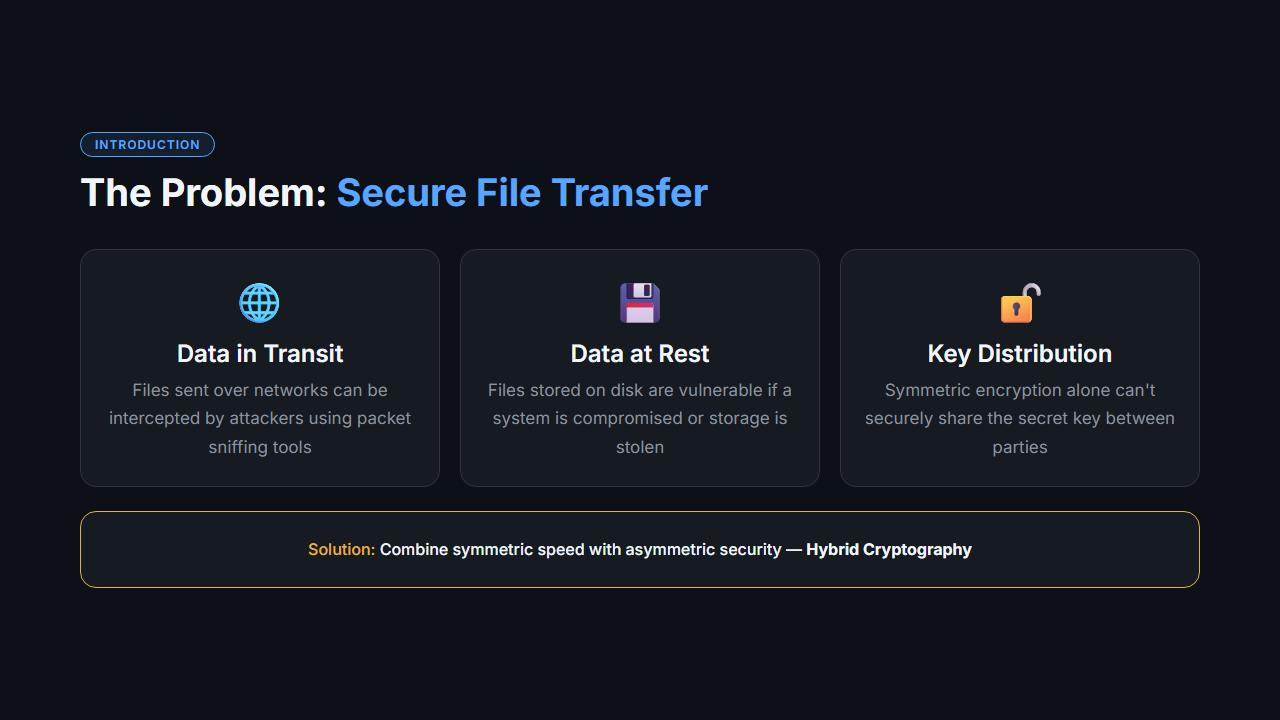 INTRODUCTION
The Problem: Secure File Transfer
Data in Transit
Files sent over networks can be
intercepted by attackers using packet
sniffing tools
Data at Rest
Files stored on disk are vulnerable if a
system is compromised or storage is
stolen
Key Distribution
Symmetric encryption alone can't
securely share the secret key between
parties
Solution: Combine symmetric speed with asymmetric security — Hybrid Cryptography